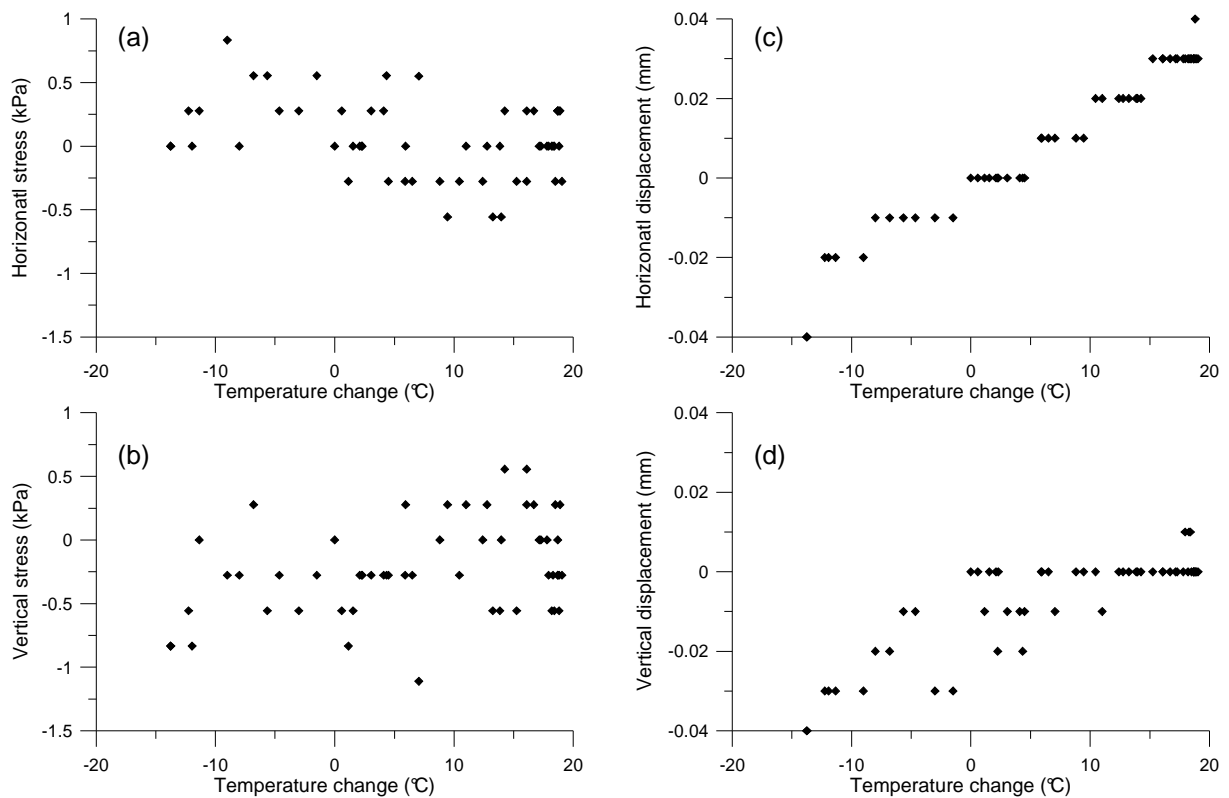 (a)
Horizonatl stress (kPa)
1
0.5
0
-0.5
-1
-1.5
-20 -10 0 10 20
Temperature change (°C)
(c)
Horizonatl displacement (mm)
0.04
0.02
0
-0.02
-0.04
-20 -10 0 10 20
Temperature change (°C)
(b)
Vertical stress (kPa)
1
0.5
0
-0.5
-1
-1.5
-20 -10 0 10 20
Temperature change (°C)
(d)
Vertical displacement (mm)
0.04
0.02
0.00
-0.02
-0.04
-20 -10 0 10 20
Temperature change (°C)